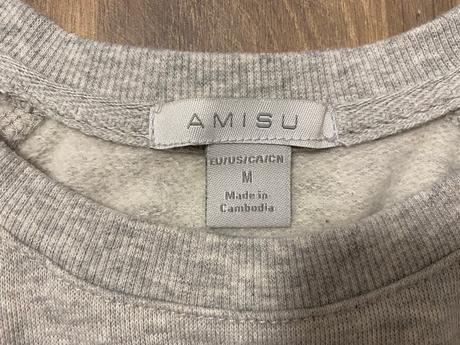 AMISU
EU/US/CA/CN
M
Made in
Cambodia